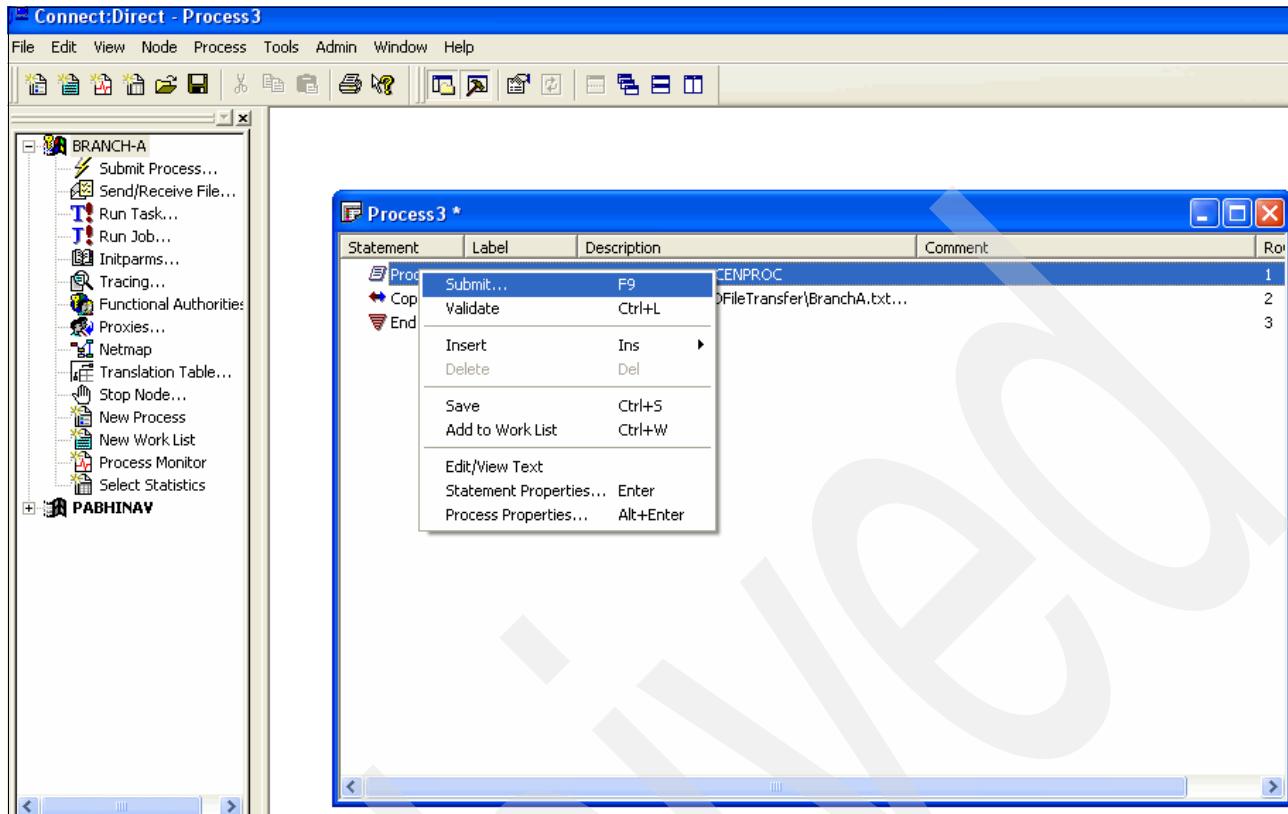 Connect:Direct - Process3
File Edit View Node Process Tools Admin Window Help
BRANCH-A
Submit Process...
Send/Receive File...
Run Task...
Run Job...
Initparms...
Tracing...
Functional Authorities
Proxies...
Netmap
Translation Table...
Stop Node...
New Process
New Work List
Process Monitor
Select Statistics
PABHINAV
Process3 *
Statement Label Description Comment Ro
Proc CENPROC 1
Cop FileTransfer\BranchA.txt... 2
End 3
Submit... F9
Validate Ctrl+L
Insert Ins
Delete Del
Save Ctrl+S
Add to Work List Ctrl+W
Edit/View Text
Statement Properties... Enter
Process Properties... Alt+Enter